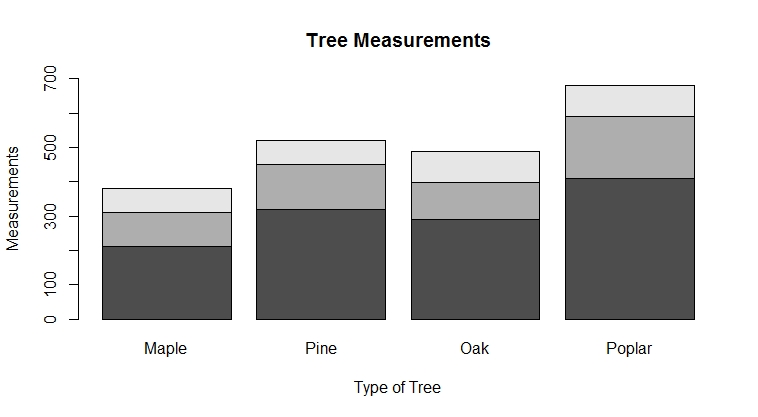 Tree Measurements
Measurements
700
500
300
100
0
Maple Pine Oak Poplar
Type of Tree